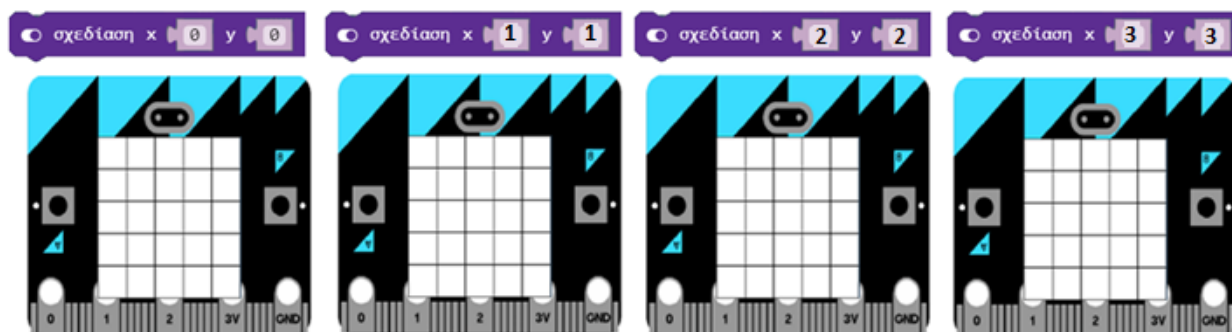 σχεδίαση x 0 y 0
σχεδίαση x 1 y 1
σχεδίαση x 2 y 2
σχεδίαση x 3 y 3
B
A
0 1 2 3V GND
B
A
0 1 2 3V GND
B
A
0 1 2 3V GND
B
A
0 1 2 3V GND